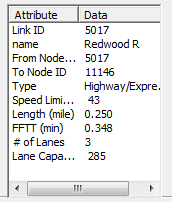 Attribute Data
Link ID 5017
name Redwood R
From Node... 5017
To Node ID 11146
Type Highway/Expre
Speed Limi... 43
Length (mile) 0.250
FFTT (min) 0.348
# of Lanes 3
Lane Capa... 285